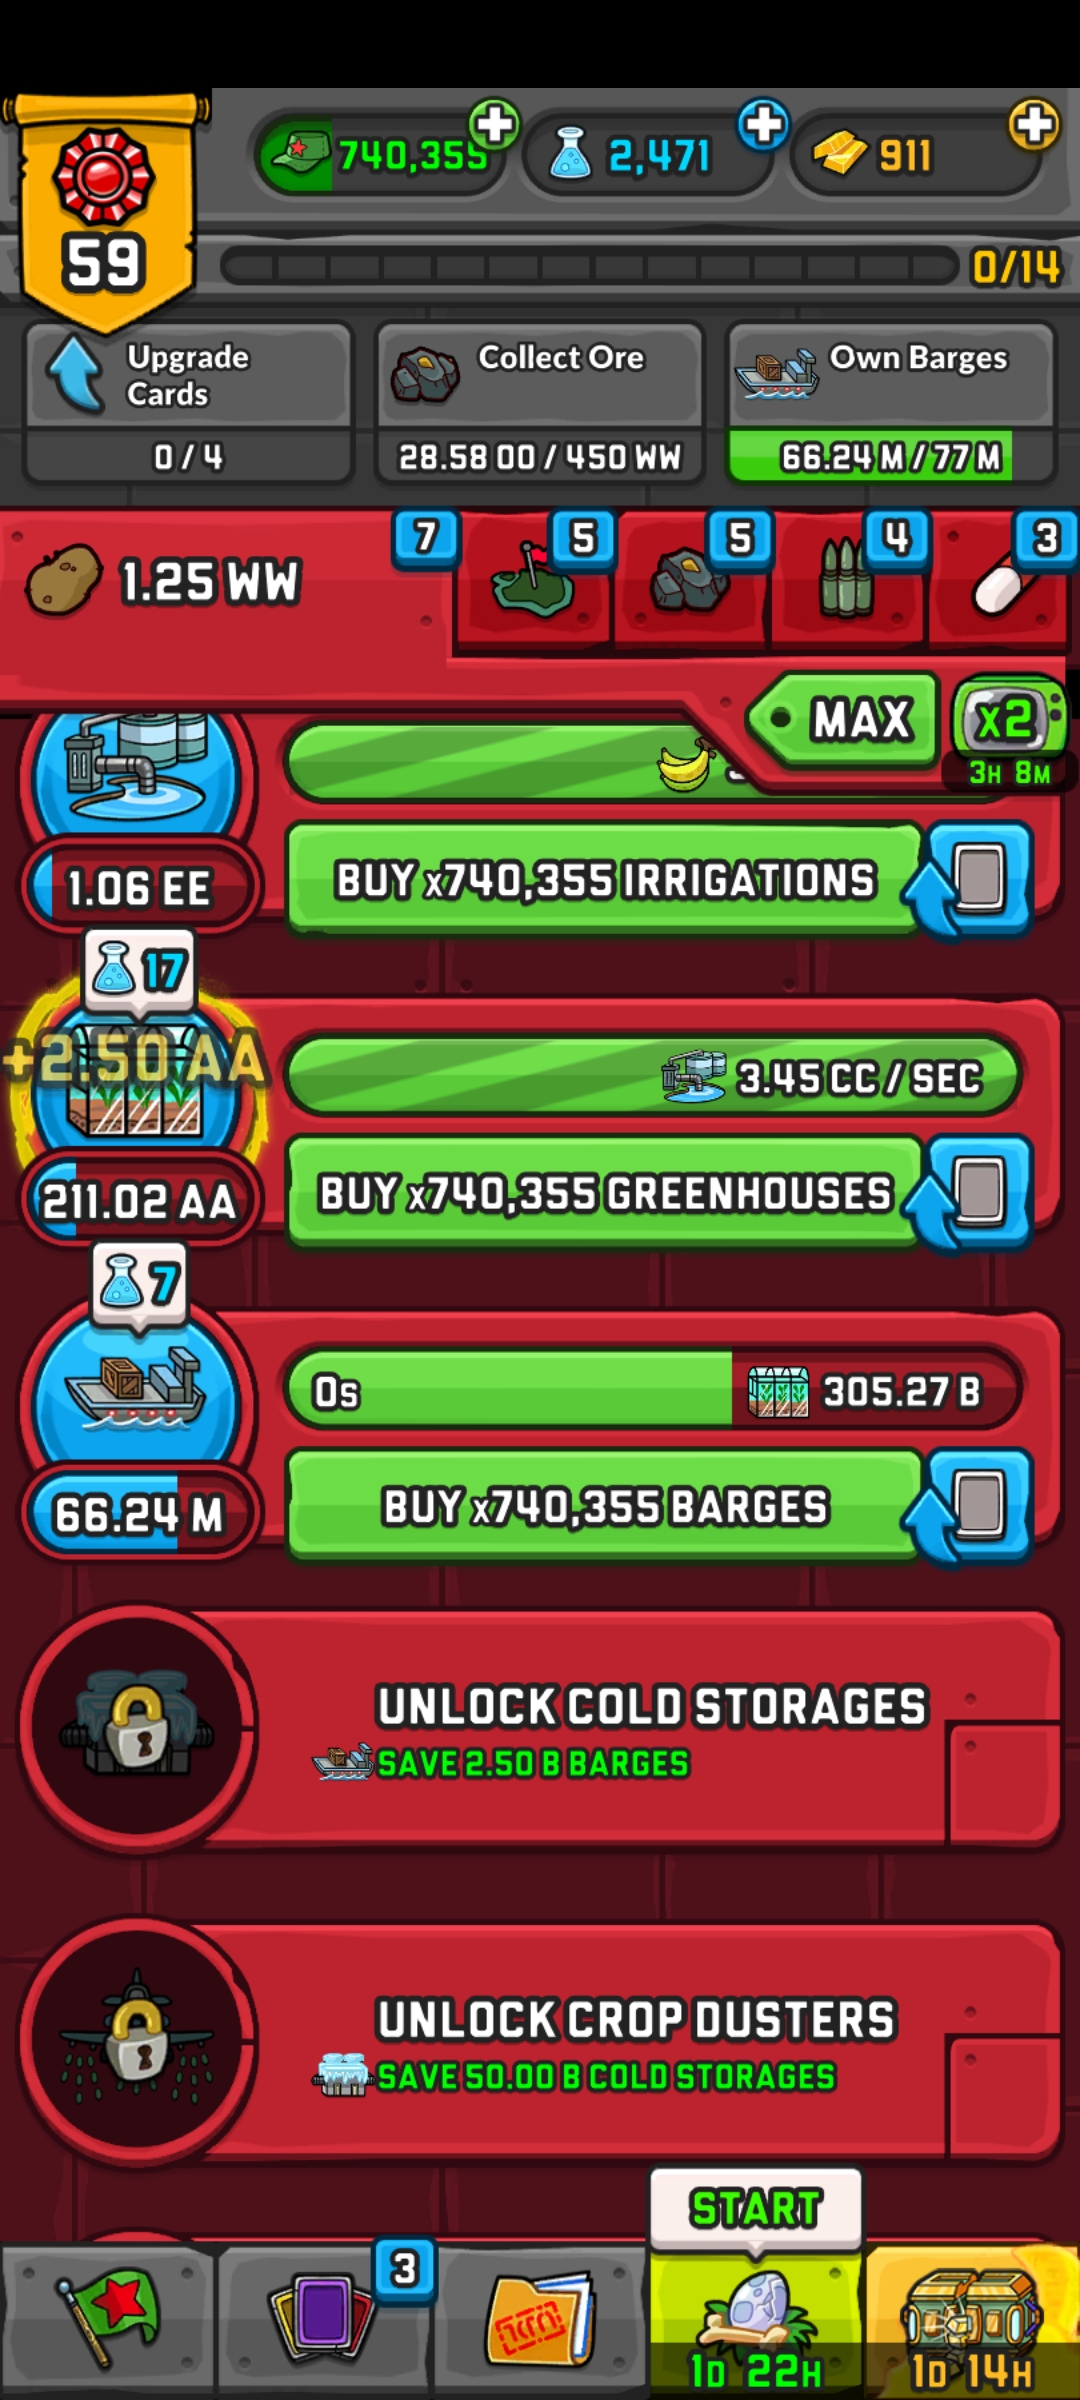 740,355
2,471
911
59
0/14
Upgrade
Cards
0 / 4
Collect Ore
28.58 OO / 450 WW
Own Barges
66.24 M / 77 M
1.25 WW
7
5
5
4
3
MAX
x2
3H 8M
1.06 EE
BUY x740,355 IRRIGATIONS
17
+2.50 AA
3.45 CC / SEC
211.02 AA
BUY x740,355 GREENHOUSES
7
0s
305.27 B
66.24 M
BUY x740,355 BARGES
UNLOCK COLD STORAGES
SAVE 2.50 B BARGES
UNLOCK CROP DUSTERS
SAVE 50.00 B COLD STORAGES
START
3
1D 22H
1D 14H